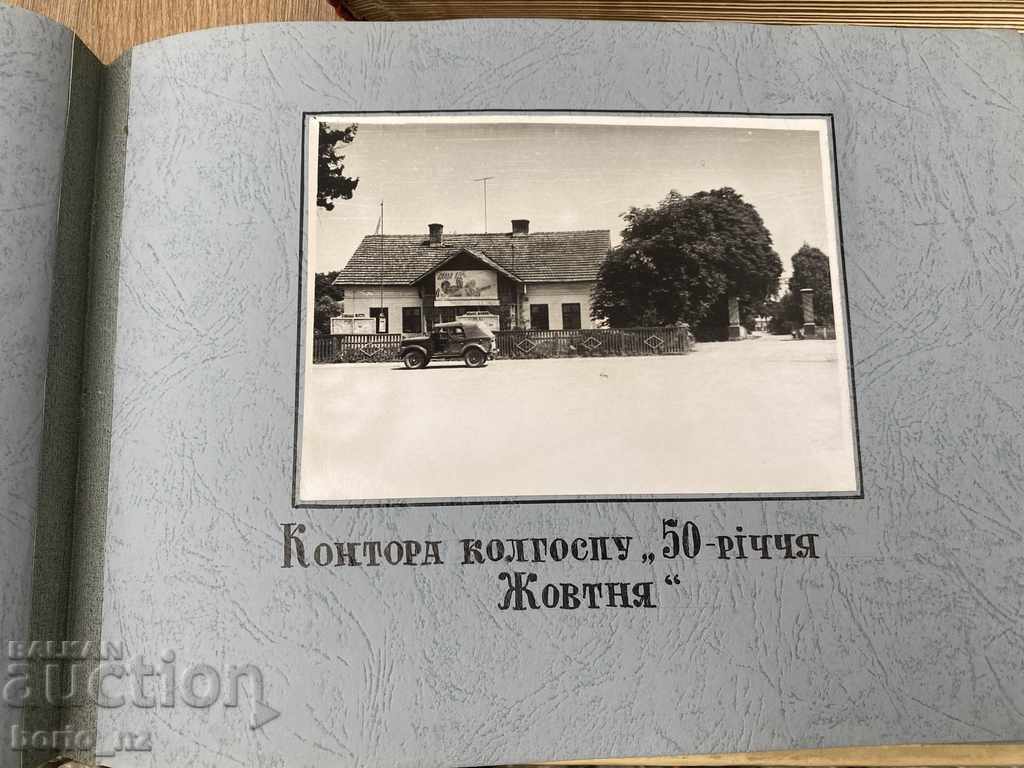 Контора колгоспу „50-річчя
Жовтня“
BALKAN
auction
borio_nz